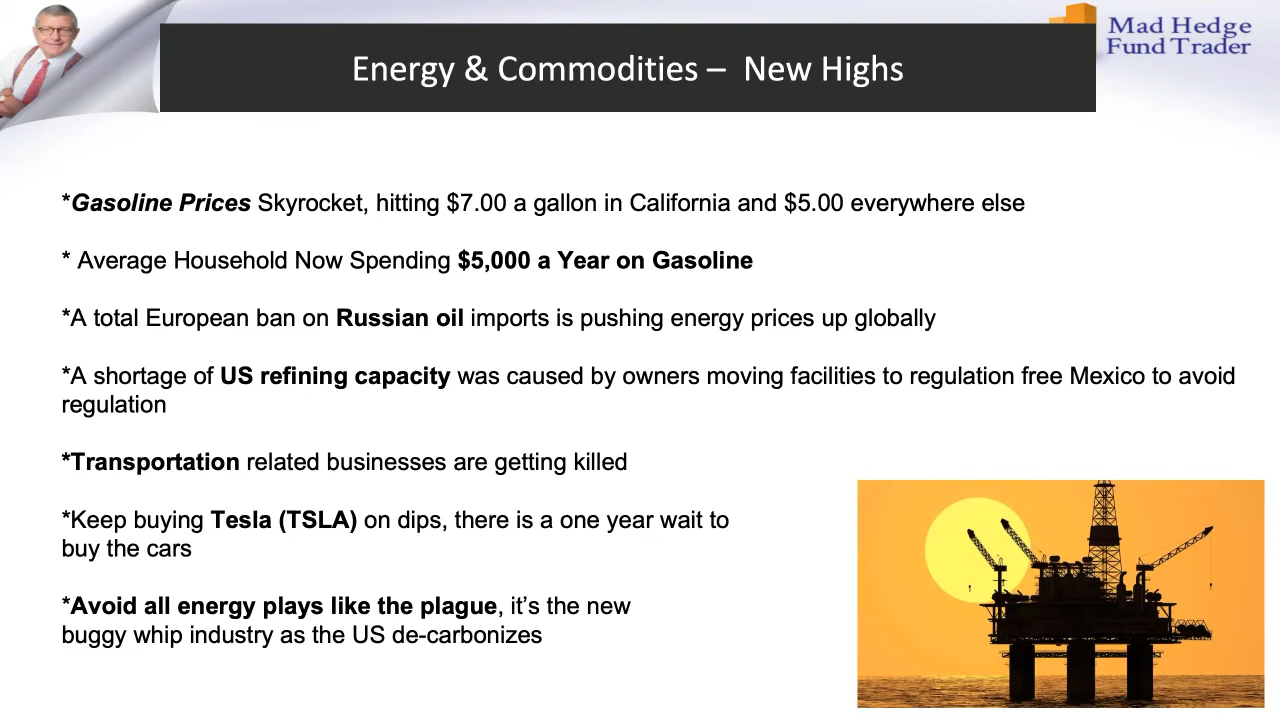 Mad Hedge
Fund Trader
Energy & Commodities – New Highs
*Gasoline Prices Skyrocket, hitting $7.00 a gallon in California and $5.00 everywhere else
* Average Household Now Spending $5,000 a Year on Gasoline
*A total European ban on Russian oil imports is pushing energy prices up globally
*A shortage of US refining capacity was caused by owners moving facilities to regulation free Mexico to avoid
regulation
*Transportation related businesses are getting killed
*Keep buying Tesla (TSLA) on dips, there is a one year wait to
buy the cars
*Avoid all energy plays like the plague, it’s the new
buggy whip industry as the US de-carbonizes